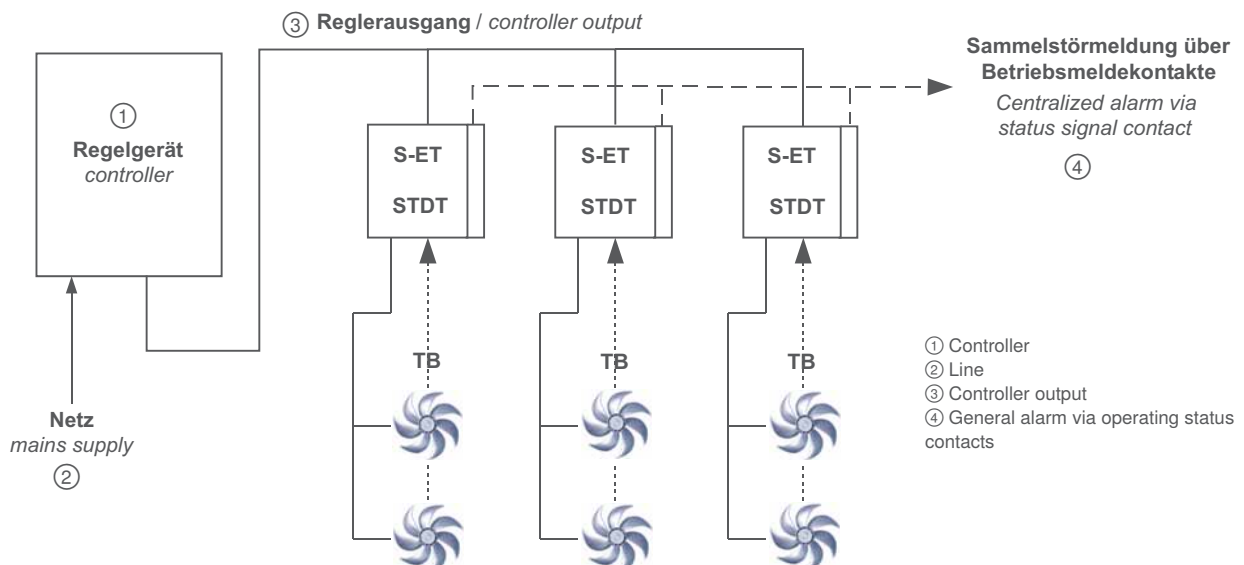 ③ Reglerausgang / controller output
① 
Regelgerät
controller
Sammelstörmeldung über
Betriebsmeldekontakte
Centralized alarm via
status signal contact
④
S-ET
STDT
S-ET
STDT
S-ET
STDT
TB
TB
TB
Netz
mains supply
②
① Controller
② Line
③ Controller output
④ General alarm via operating status
contacts